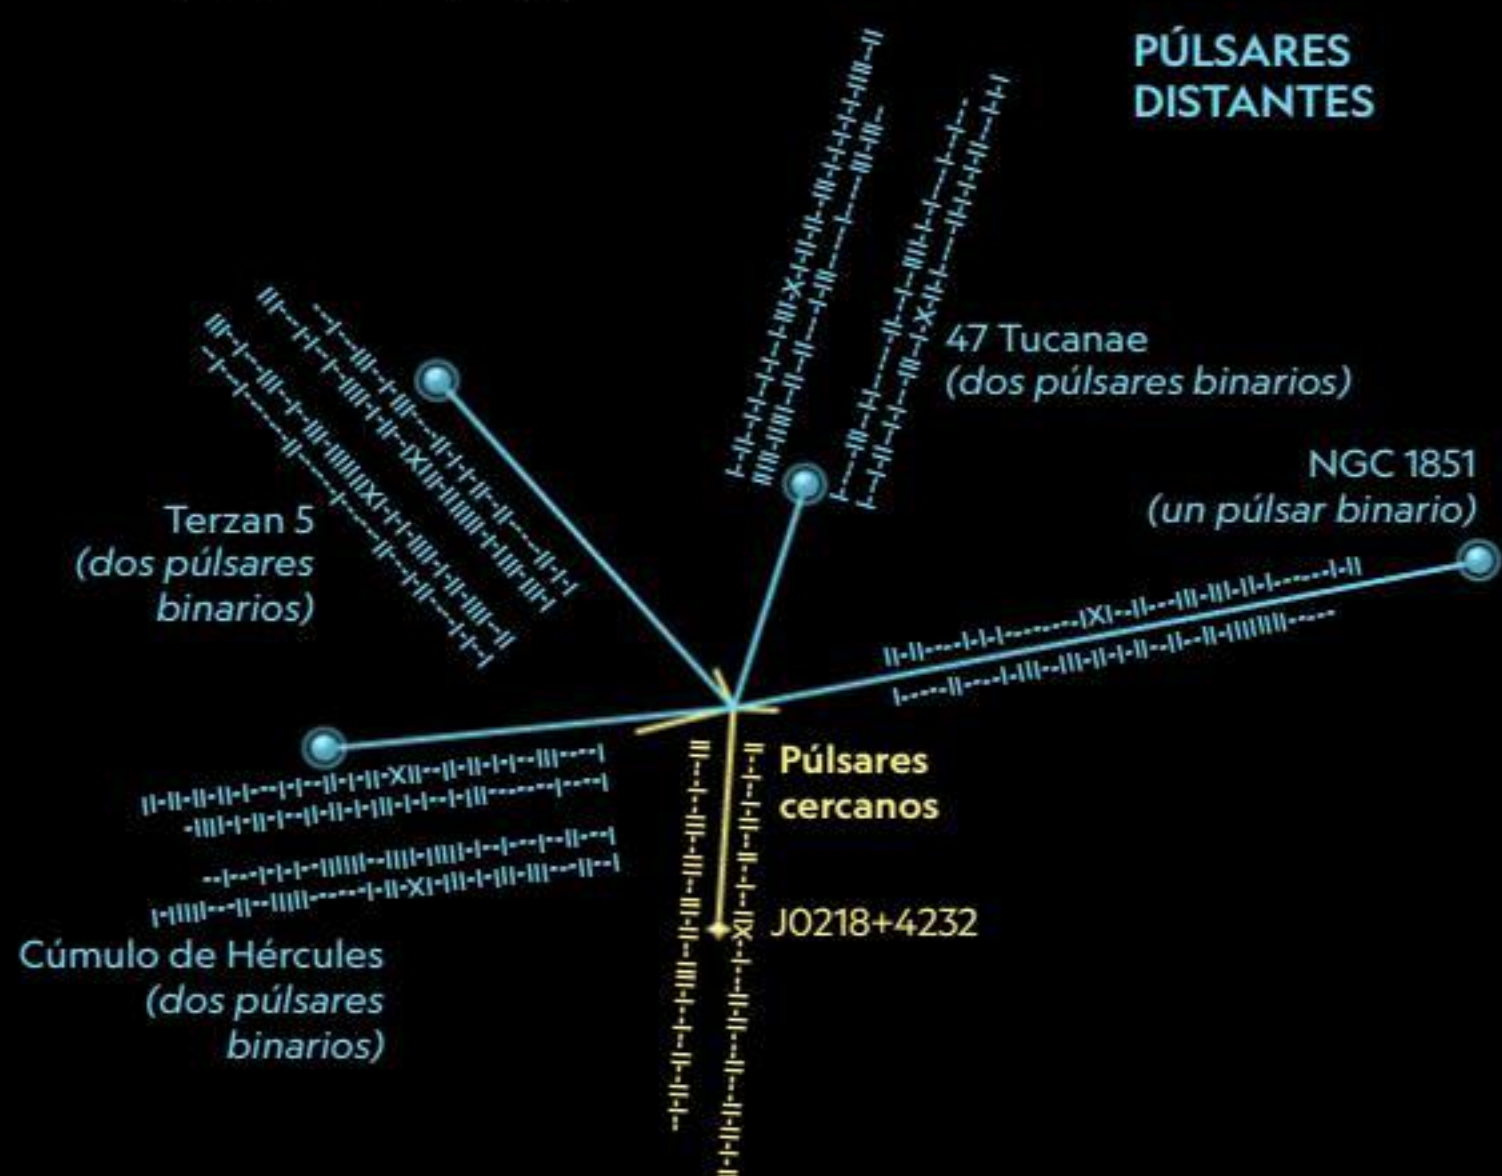 PÚLSARES
DISTANTES
47 Tucanae
(dos púlsares binarios)
NGC 1851
(un púlsar binario)
Terzan 5
(dos púlsares
binarios)
Púlsares
cercanos
J0218+4232
Cúmulo de Hércules
(dos púlsares
binarios)